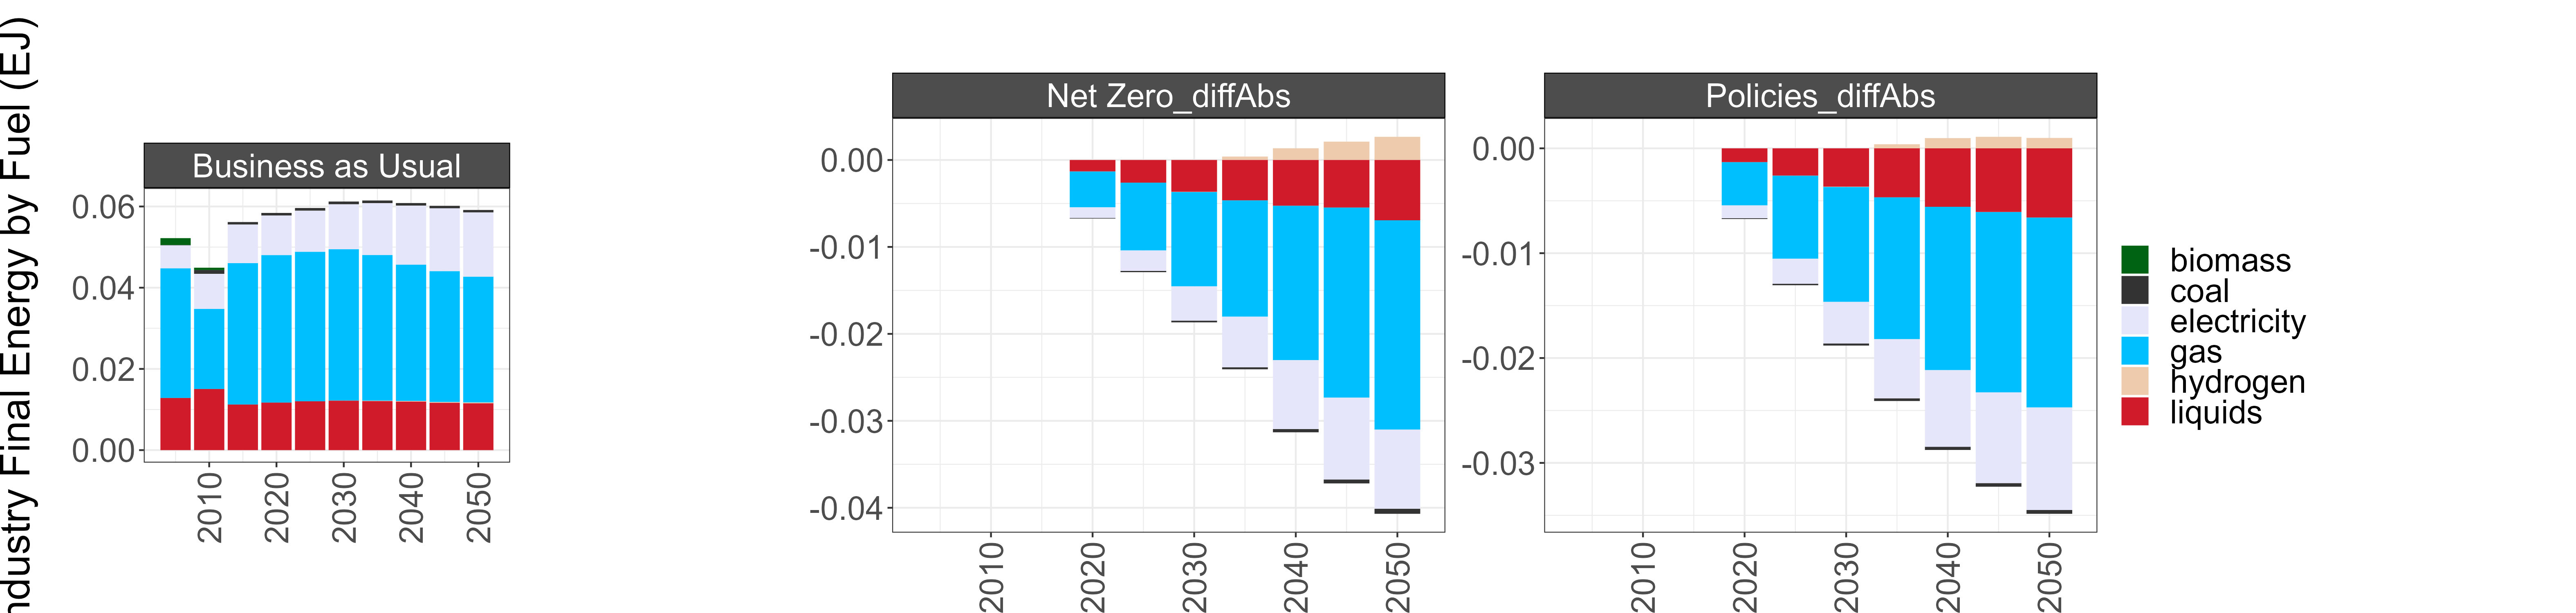 ndustry Final Energy by Fuel (EJ)
Business as Usual
0.06
0.04
0.02
0.00
2010
2020
2030
2040
2050
Net Zero_diffAbs
0.00
-0.01
-0.02
-0.03
-0.04
2010
2020
2030
2040
2050
Policies_diffAbs
0.00
-0.01
-0.02
-0.03
2010
2020
2030
2040
2050
biomass
coal
electricity
gas
hydrogen
liquids